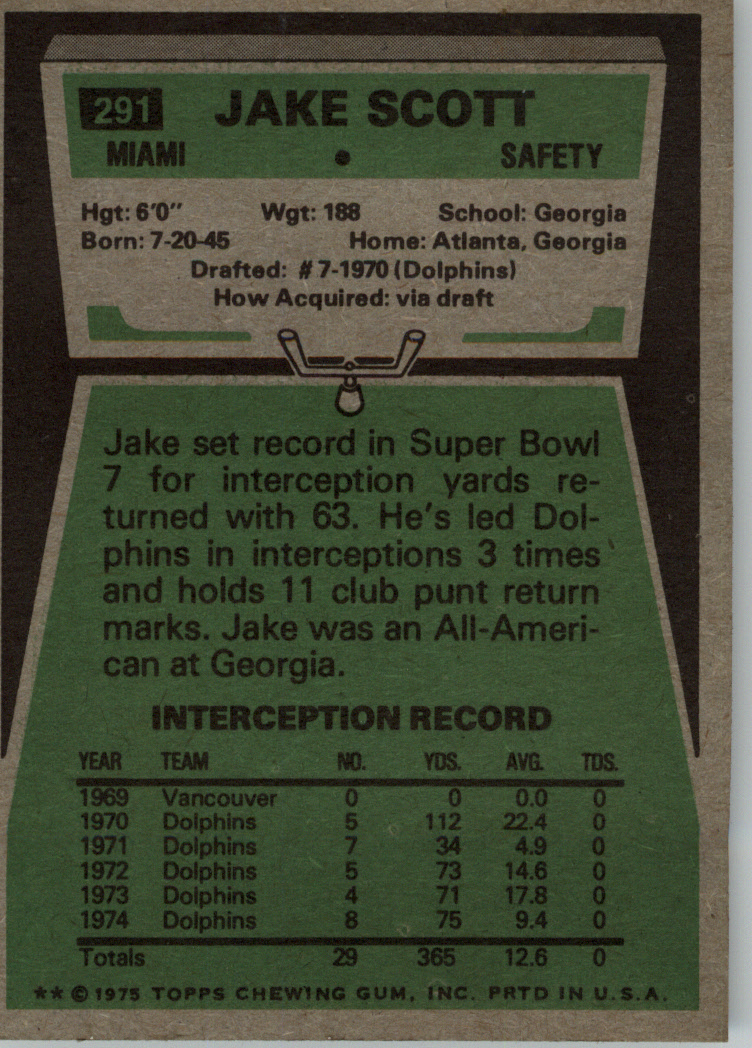 291 JAKE SCOTT
MIAMI • SAFETY
Hgt: 6'0" Wgt: 188 School: Georgia
Born: 7-20-45 Home: Atlanta, Georgia
Drafted: #7-1970 (Dolphins)
How Acquired: via draft
Jake set record in Super Bowl
7 for interception yards re-
turned with 63. He's led Dol-
phins in interceptions 3 times
and holds 11 club punt return
marks. Jake was an All-Ameri-
can at Georgia.
INTERCEPTION RECORD
YEAR TEAM NO. YDS. AVG. TDS.
1969 Vancouver 0 0 0.0 0
1970 Dolphins 5 112 22.4 0
1971 Dolphins 7 34 4.9 0
1972 Dolphins 5 73 14.6 0
1973 Dolphins 4 71 17.8 0
1974 Dolphins 8 75 9.4 0
Totals 29 365 12.6 0
** © 1975 TOPPS CHEWING GUM, INC. PRTD IN U.S.A.